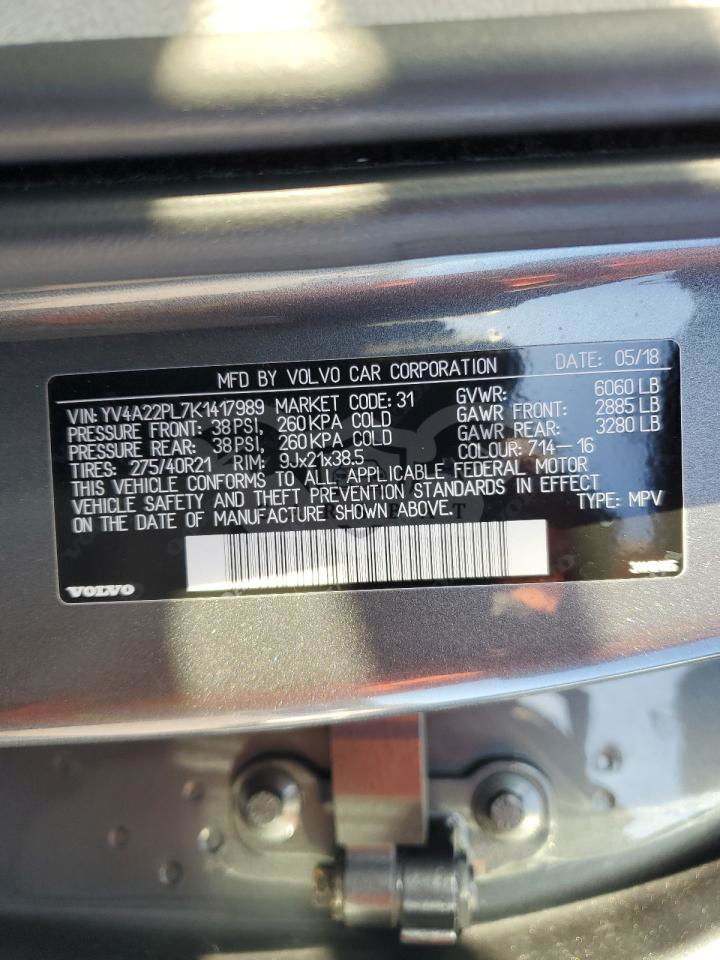 MFD BY VOLVO CAR CORPORATION DATE: 05/18
VIN: YV4A22PL7K1417989 MARKET CODE: 31 GVWR: 6060 LB
PRESSURE FRONT: 38 PSI, 260 KPA COLD GAWR FRONT: 2885 LB
PRESSURE REAR: 38 PSI, 260 KPA COLD GAWR REAR: 3280 LB
TIRES: 275/40R21 RIM: 9Jx21x38.5 COLOUR: 714-16
THIS VEHICLE CONFORMS TO ALL APPLICABLE FEDERAL MOTOR
VEHICLE SAFETY AND THEFT PREVENTION STANDARDS IN EFFECT
ON THE DATE OF MANUFACTURE SHOWN ABOVE. TYPE: MPV
VOLVO